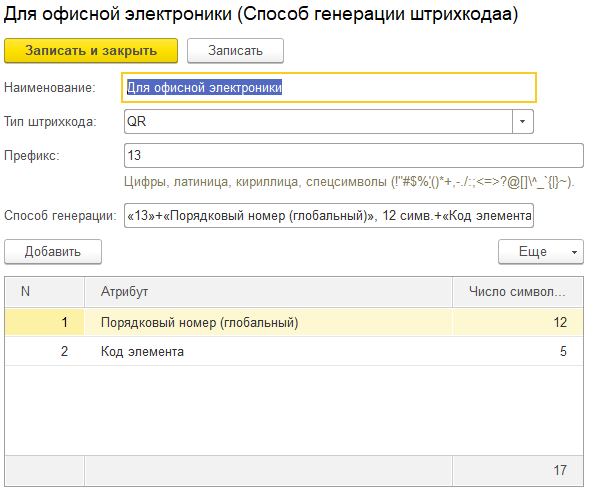 Для офисной электроники (Способ генерации штрихкодаа)
Записать и закрыть Записать
Наименование: Для офисной электроники
Тип штрихкода: QR
Префикс: 13
Цифры, латиница, кириллица, спецсимволы (!"#$%'()*+,-./:;<=>?@[]\^_`{|}~).
Способ генерации: «13»+«Порядковый номер (глобальный)», 12 симв.+«Код элемента
Добавить Еще
N Атрибут Число символ...
1 Порядковый номер (глобальный) 12
2 Код элемента 5
17